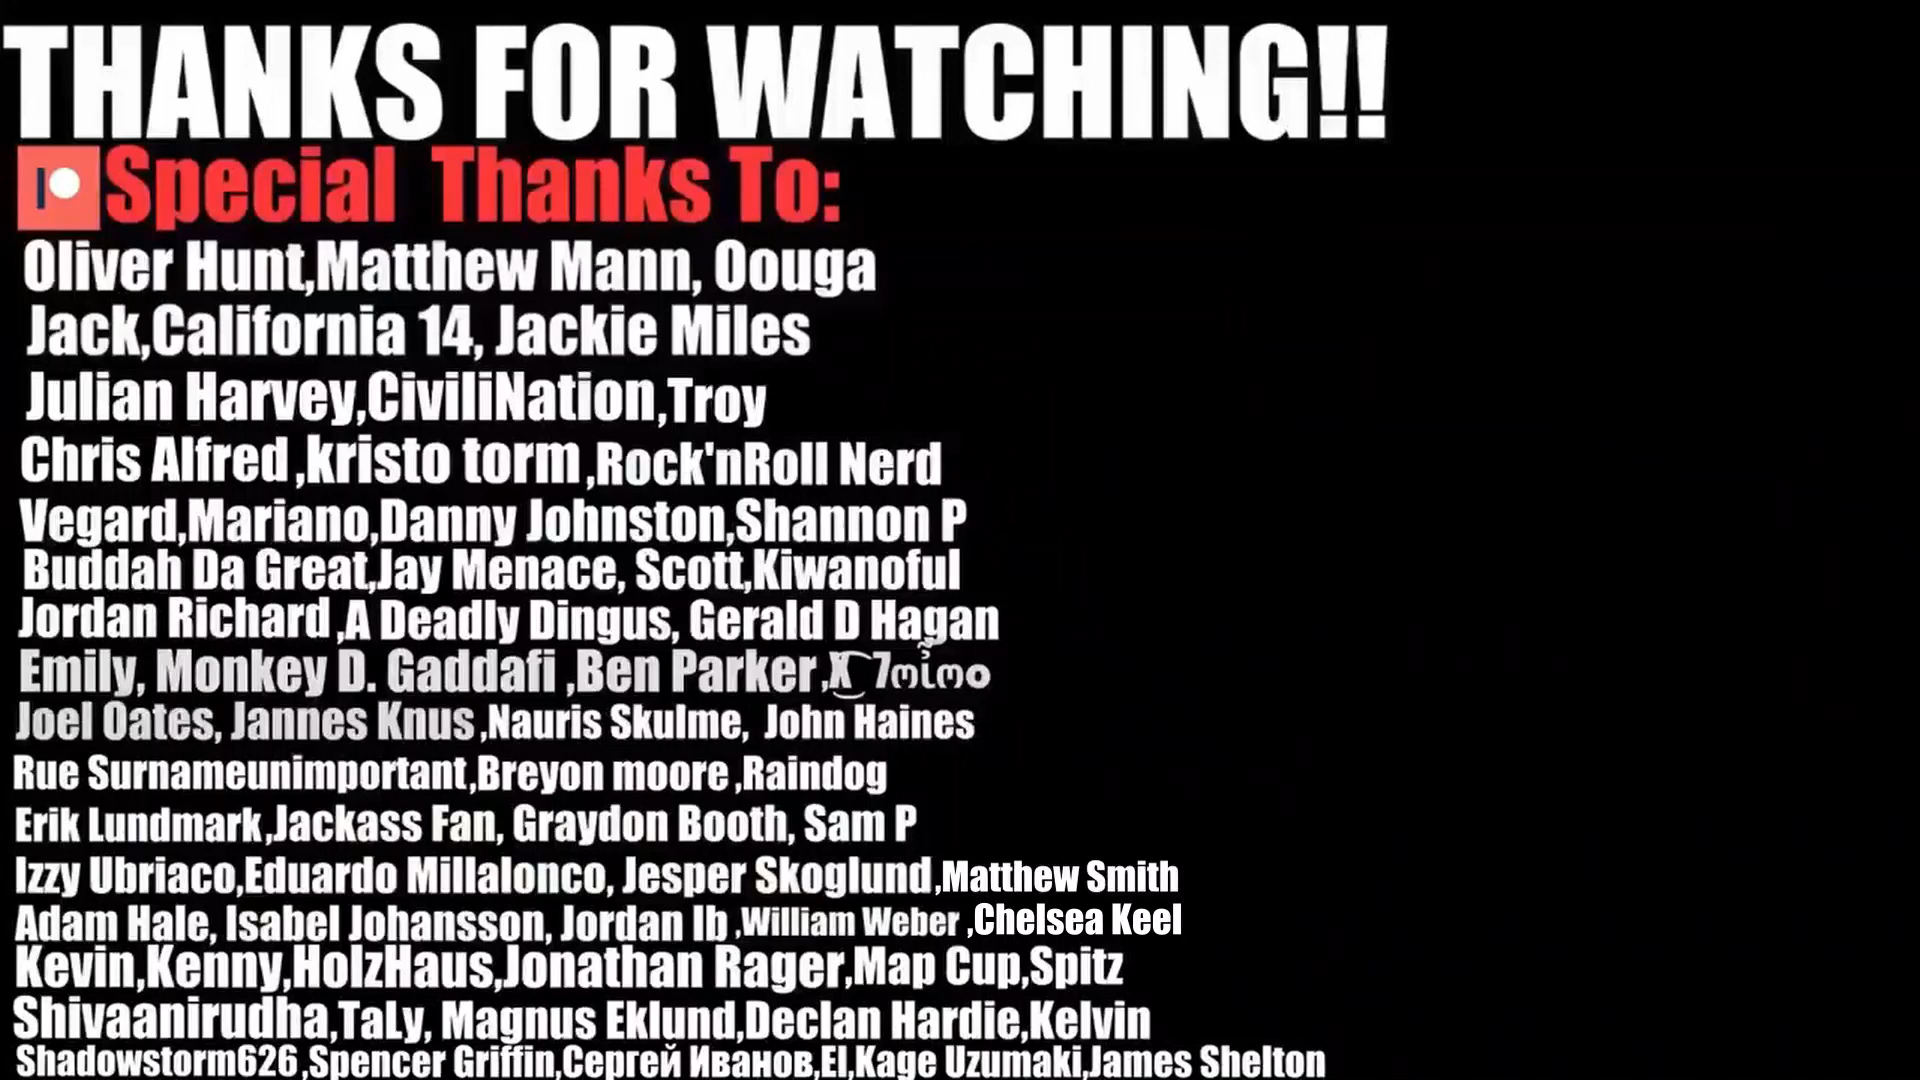 THANKS FOR WATCHING!!
Special Thanks To:
Oliver Hunt,Matthew Mann, Oouga
Jack,California 14, Jackie Miles
Julian Harvey,CiviliNation,Troy
Chris Alfred ,kristo torm ,Rock'nRoll Nerd
Vegard,Mariano,Danny Johnston,Shannon P
Buddah Da Great,Jay Menace, Scott,Kiwanoful
Jordan Richard ,A Deadly Dingus, Gerald D Hagan
Emily, Monkey D. Gaddafi ,Ben Parker,
Joel Oates, Jannes Knus ,Nauris Skulme, John Haines
Rue Surnameunimportant,Breyon moore ,Raindog
Erik Lundmark,Jackass Fan, Graydon Booth, Sam P
Izzy Ubriaco,Eduardo Millalonco, Jesper Skoglund,Matthew Smith
Adam Hale, Isabel Johansson, Jordan Ib ,William Weber ,Chelsea Keel
Kevin,Kenny,HolzHaus,Jonathan Rager,Map Cup,Spitz
Shivaanirudha,TaLy, Magnus Eklund,Declan Hardie,Kelvin
Shadowstorm626,Spencer Griffin,Сергей Иванов,El,Kage Uzumaki,James Shelton